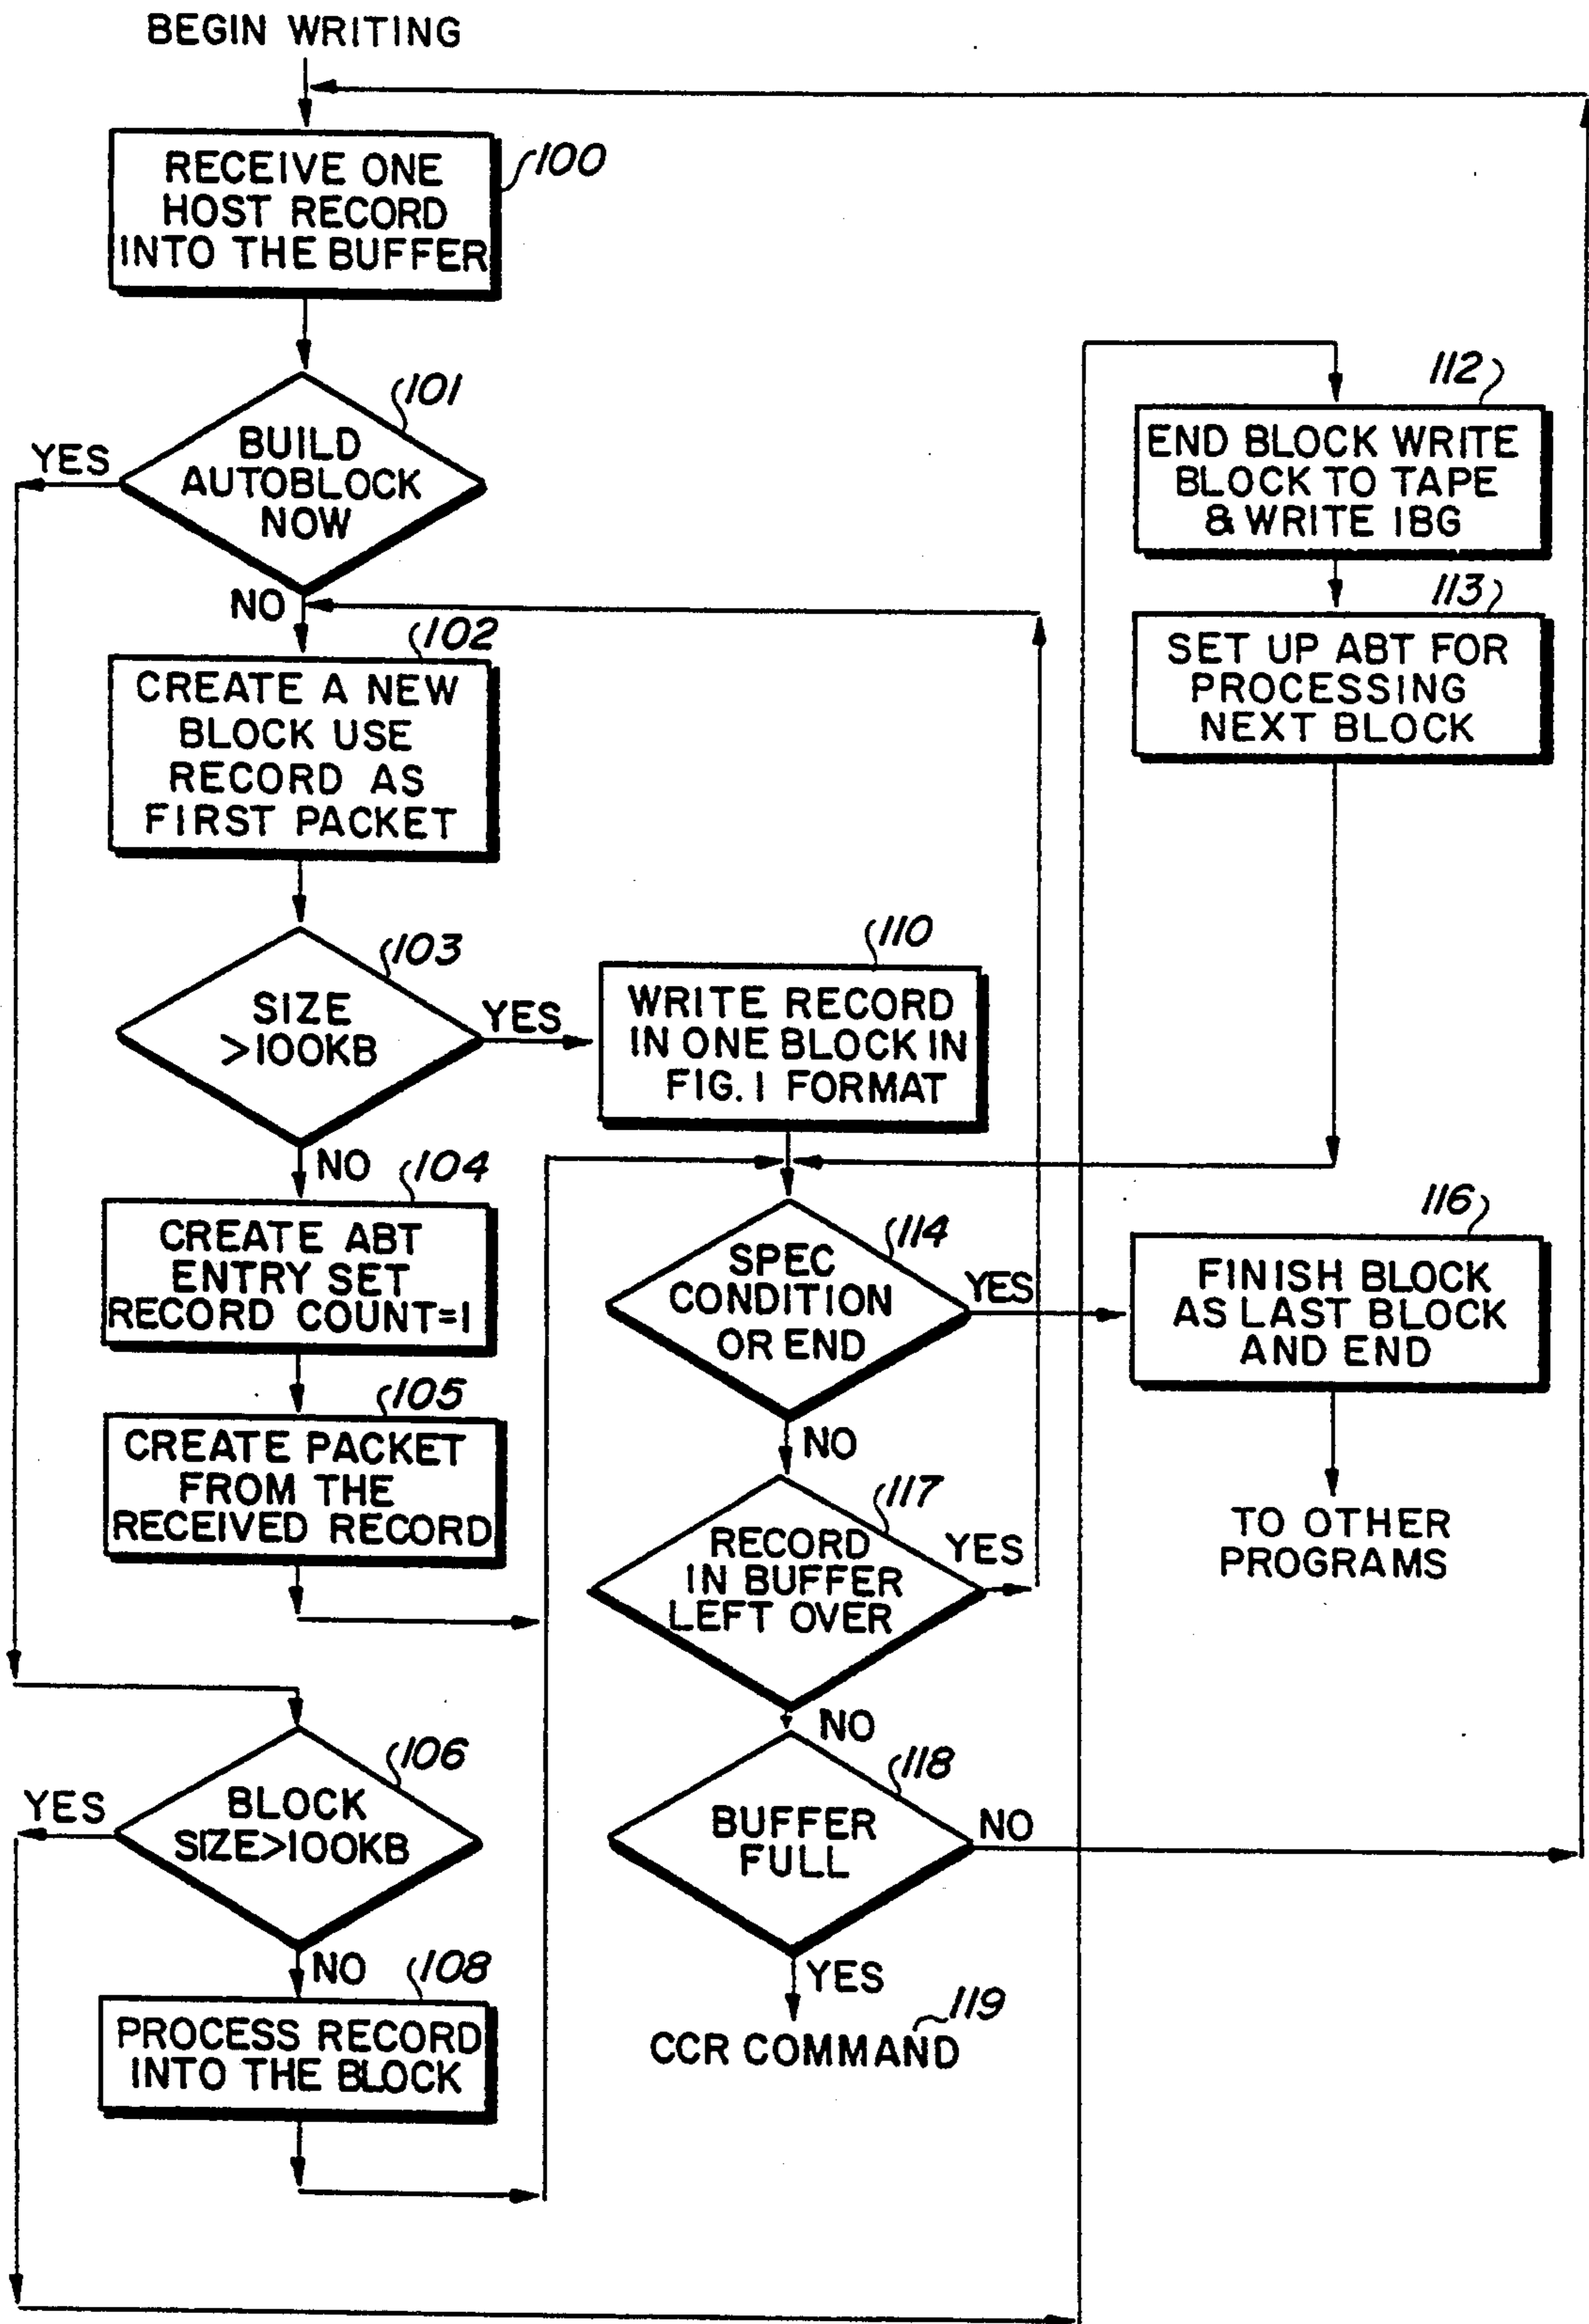 BEGIN WRITING
RECEIVE ONE
HOST RECORD
INTO THE BUFFER
100
BUILD
AUTOBLOCK
NOW
101
YES
NO
CREATE A NEW
BLOCK USE
RECORD AS
FIRST PACKET
102
SIZE
>100KB
103
YES
NO
CREATE ABT
ENTRY SET
RECORD COUNT=1
104
CREATE PACKET
FROM THE
RECEIVED RECORD
105
BLOCK
SIZE>100KB
106
YES
NO
PROCESS RECORD
INTO THE BLOCK
108
WRITE RECORD
IN ONE BLOCK IN
FIG. 1 FORMAT
110
END BLOCK WRITE
BLOCK TO TAPE
& WRITE IBG
112
SET UP ABT FOR
PROCESSING
NEXT BLOCK
113
SPEC
CONDITION
OR END
114
YES
NO
FINISH BLOCK
AS LAST BLOCK
AND END
116
TO OTHER
PROGRAMS
RECORD
IN BUFFER
LEFT OVER
117
YES
NO
BUFFER
FULL
118
NO
YES
CCR COMMAND
119